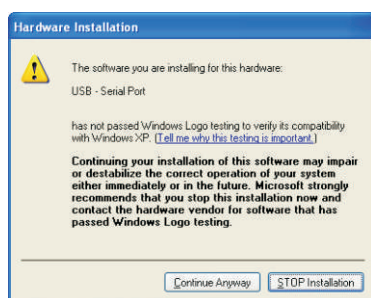 Hardware Installation
The software you are installing for this hardware:
USB - Serial Port
has not passed Windows Logo testing to verify its compatibility
with Windows XP. (Tell me why this testing is important.)
Continuing your installation of this software may impair
or destabilize the correct operation of your system
either immediately or in the future. Microsoft strongly
recommends that you stop this installation now and
contact the hardware vendor for software that has
passed Windows Logo testing.
Continue Anyway
STOP Installation